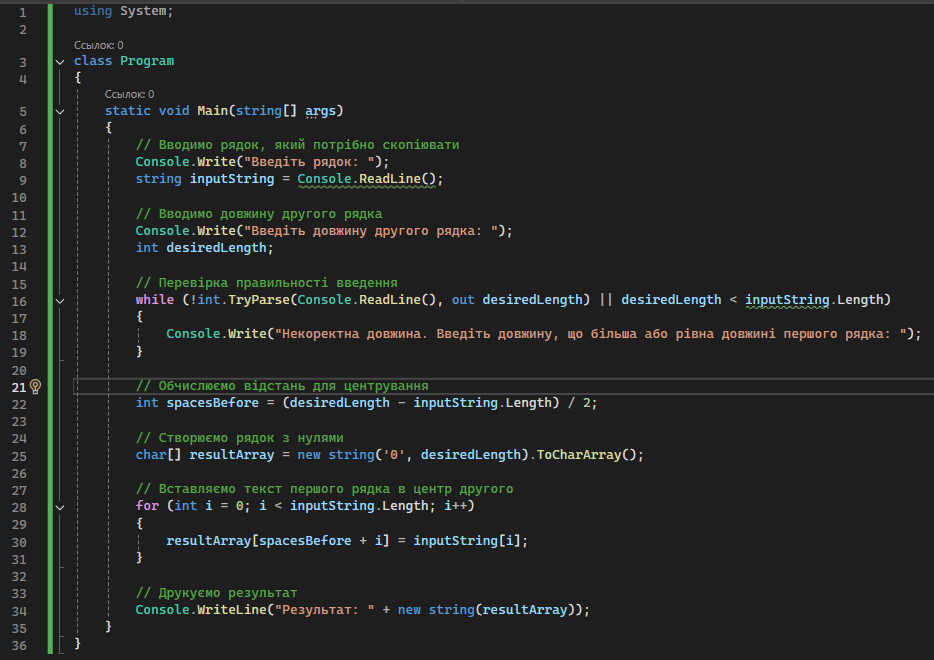 1 using System;
2
Ссылок: 0
3 class Program
4 {
Ссылок: 0
5 static void Main(string[] args)
6 {
7 // Вводимо рядок, який потрібно скопіювати
8 Console.Write("Введіть рядок: ");
9 string inputString = Console.ReadLine();
10
11 // Вводимо довжину другого рядка
12 Console.Write("Введіть довжину другого рядка: ");
13 int desiredLength;
14
15 // Перевірка правильності введення
16 while (!int.TryParse(Console.ReadLine(), out desiredLength) || desiredLength < inputString.Length)
17 {
18 Console.Write("Некоректна довжина. Введіть довжину, що більша або рівна довжині першого рядка: ");
19 }
20
21 // Обчислюємо відстань для центрування
22 int spacesBefore = (desiredLength - inputString.Length) / 2;
23
24 // Створюємо рядок з нулями
25 char[] resultArray = new string('0', desiredLength).ToCharArray();
26
27 // Вставляємо текст першого рядка в центр другого
28 for (int i = 0; i < inputString.Length; i++)
29 {
30 resultArray[spacesBefore + i] = inputString[i];
31 }
32
33 // Друкуємо результат
34 Console.WriteLine("Результат: " + new string(resultArray));
35 }
36 }